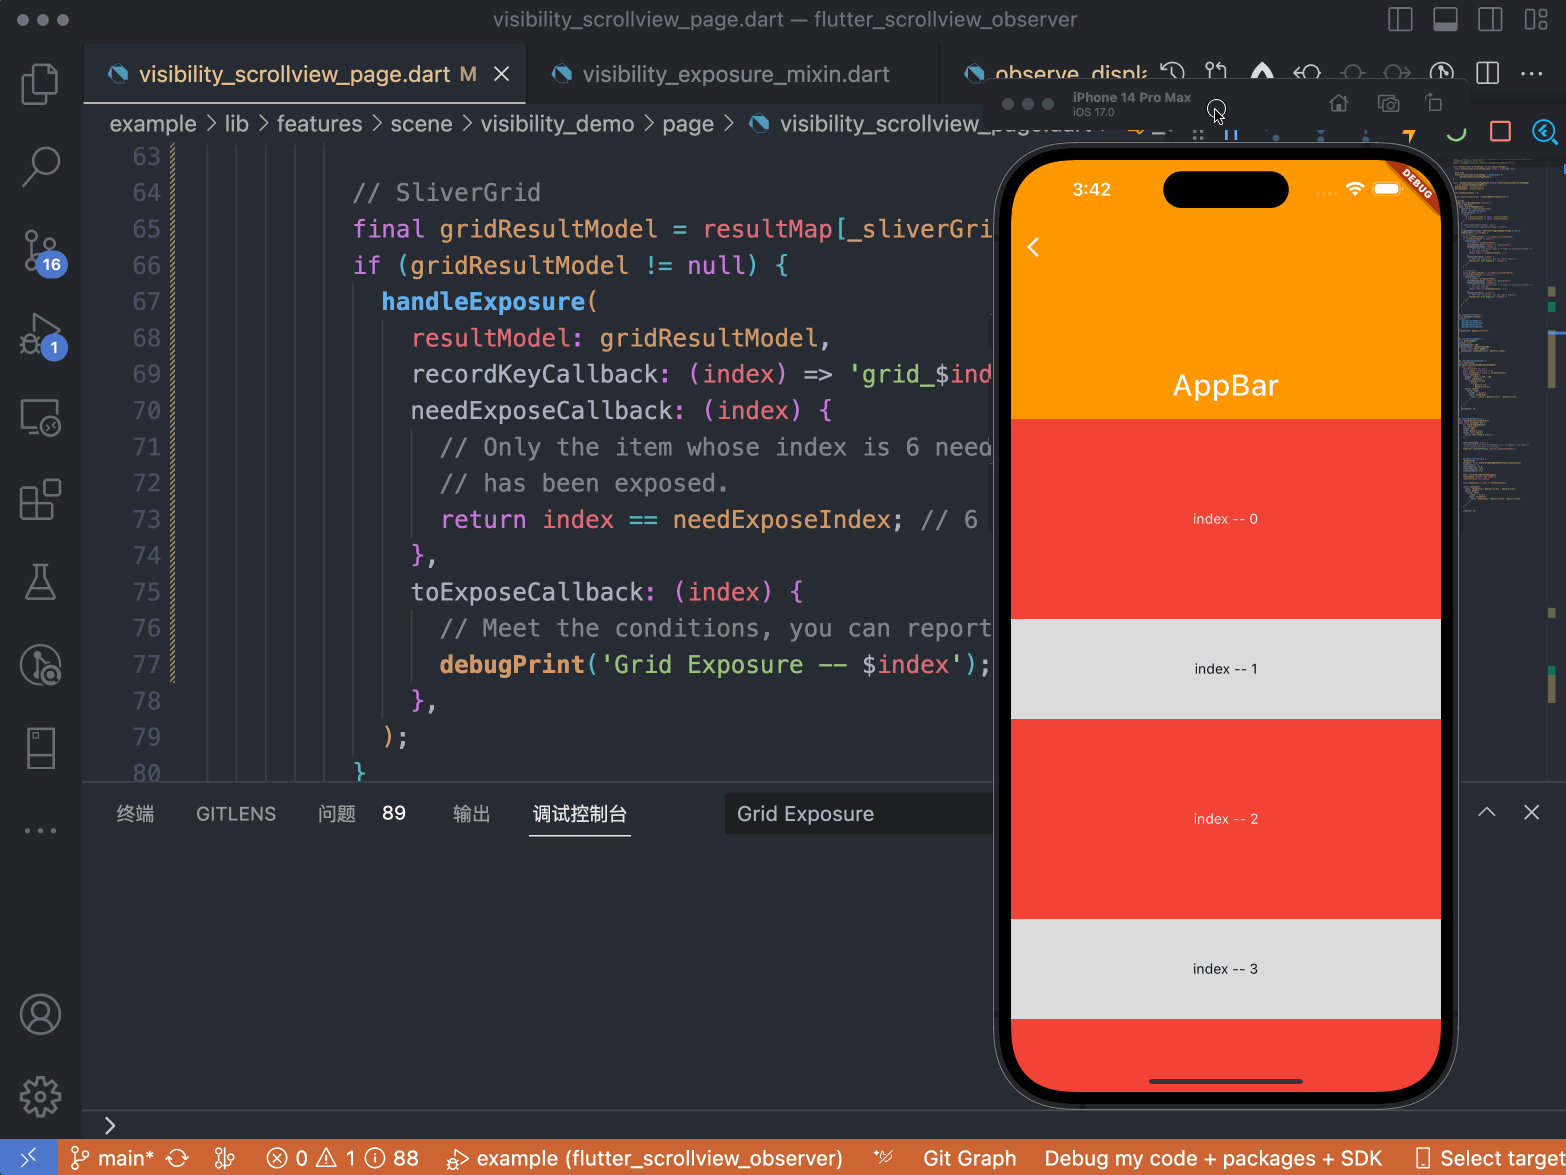 visibility_scrollview_page.dart — flutter_scrollview_observer
visibility_scrollview_page.dart M
visibility_exposure_mixin.dart
observe_displ
example > lib > features > scene > visibility_demo > page > visibility_scrollview_page.dart
iPhone 14 Pro Max
iOS 17.0
63
64 // SliverGrid
65 final gridResultModel = resultMap[_sliverGri
66 if (gridResultModel != null) {
67 handleExposure(
68 resultModel: gridResultModel,
69 recordKeyCallback: (index) => 'grid_$ind
70 needExposeCallback: (index) {
71 // Only the item whose index is 6 need
72 // has been exposed.
73 return index == needExposeIndex; // 6
74 },
75 toExposeCallback: (index) {
76 // Meet the conditions, you can report
77 debugPrint('Grid Exposure -- $index');
78 },
79 );
80 }
16
1
3:42
DEBUG
AppBar
index -- 0
index -- 1
index -- 2
index -- 3
终端 GITLENS 问题 89 输出 调试控制台 Grid Exposure
main* 0 1 88 example (flutter_scrollview_observer) Git Graph Debug my code + packages + SDK Select target